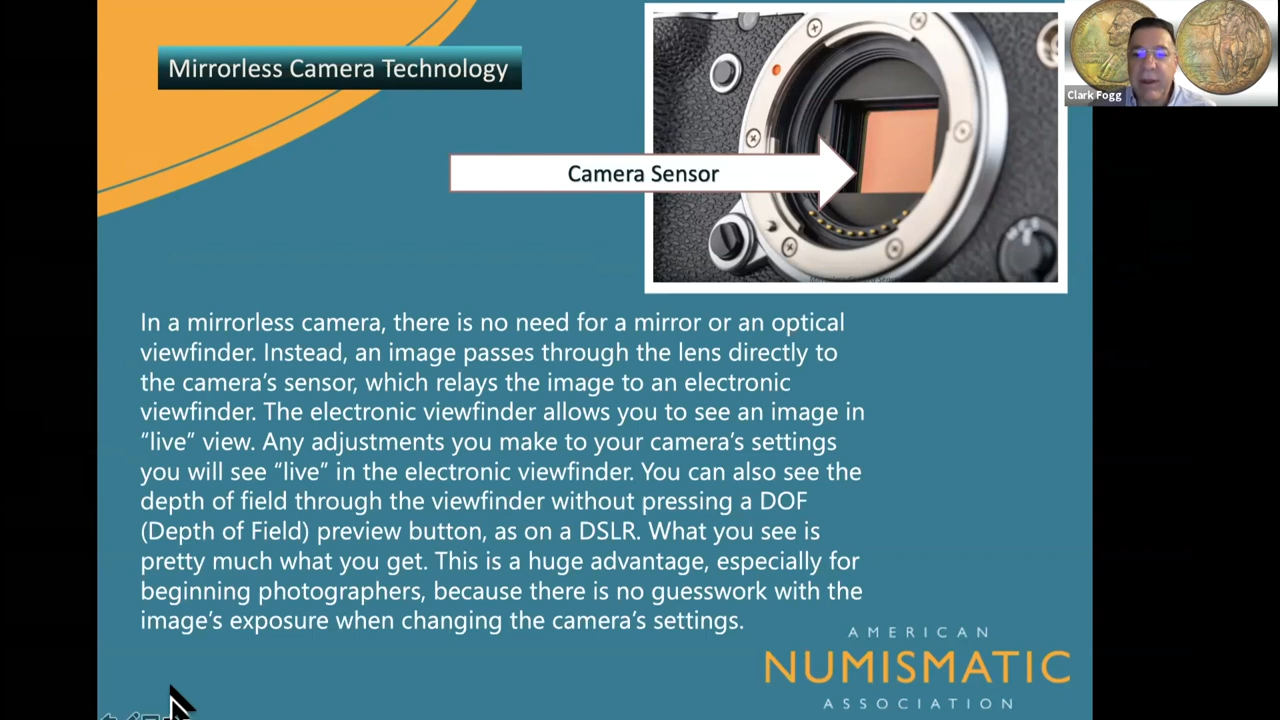 Mirrorless Camera Technology
Clark Fogg
Camera Sensor
In a mirrorless camera, there is no need for a mirror or an optical
viewfinder. Instead, an image passes through the lens directly to
the camera’s sensor, which relays the image to an electronic
viewfinder. The electronic viewfinder allows you to see an image in
“live” view. Any adjustments you make to your camera’s settings
you will see “live” in the electronic viewfinder. You can also see the
depth of field through the viewfinder without pressing a DOF
(Depth of Field) preview button, as on a DSLR. What you see is
pretty much what you get. This is a huge advantage, especially for
beginning photographers, because there is no guesswork with the
image’s exposure when changing the camera’s settings.
AMERICAN
NUMISMATIC
ASSOCIATION